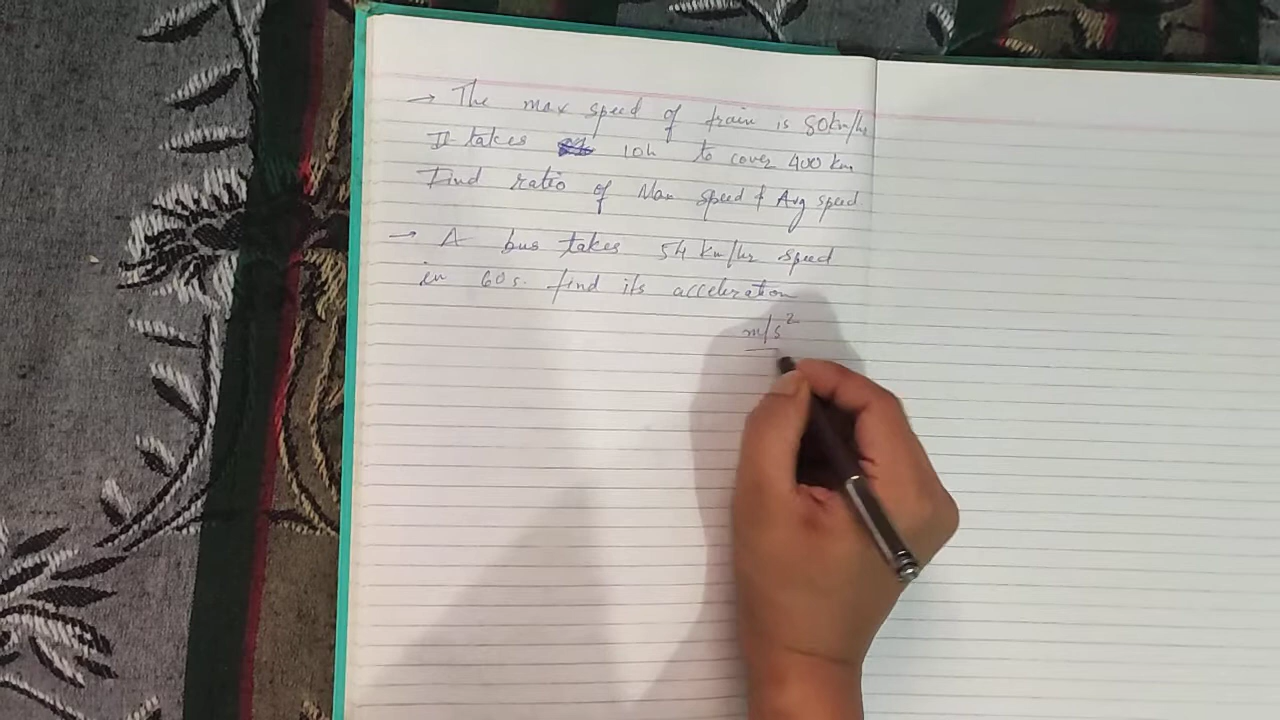 → The max speed of train is 80km/hr
It takes 10h to cover 400 km.
Find ratio of Max speed & Avg speed
→ A bus takes 54 km/hr speed
in 60s. find its acceleration
m/s²